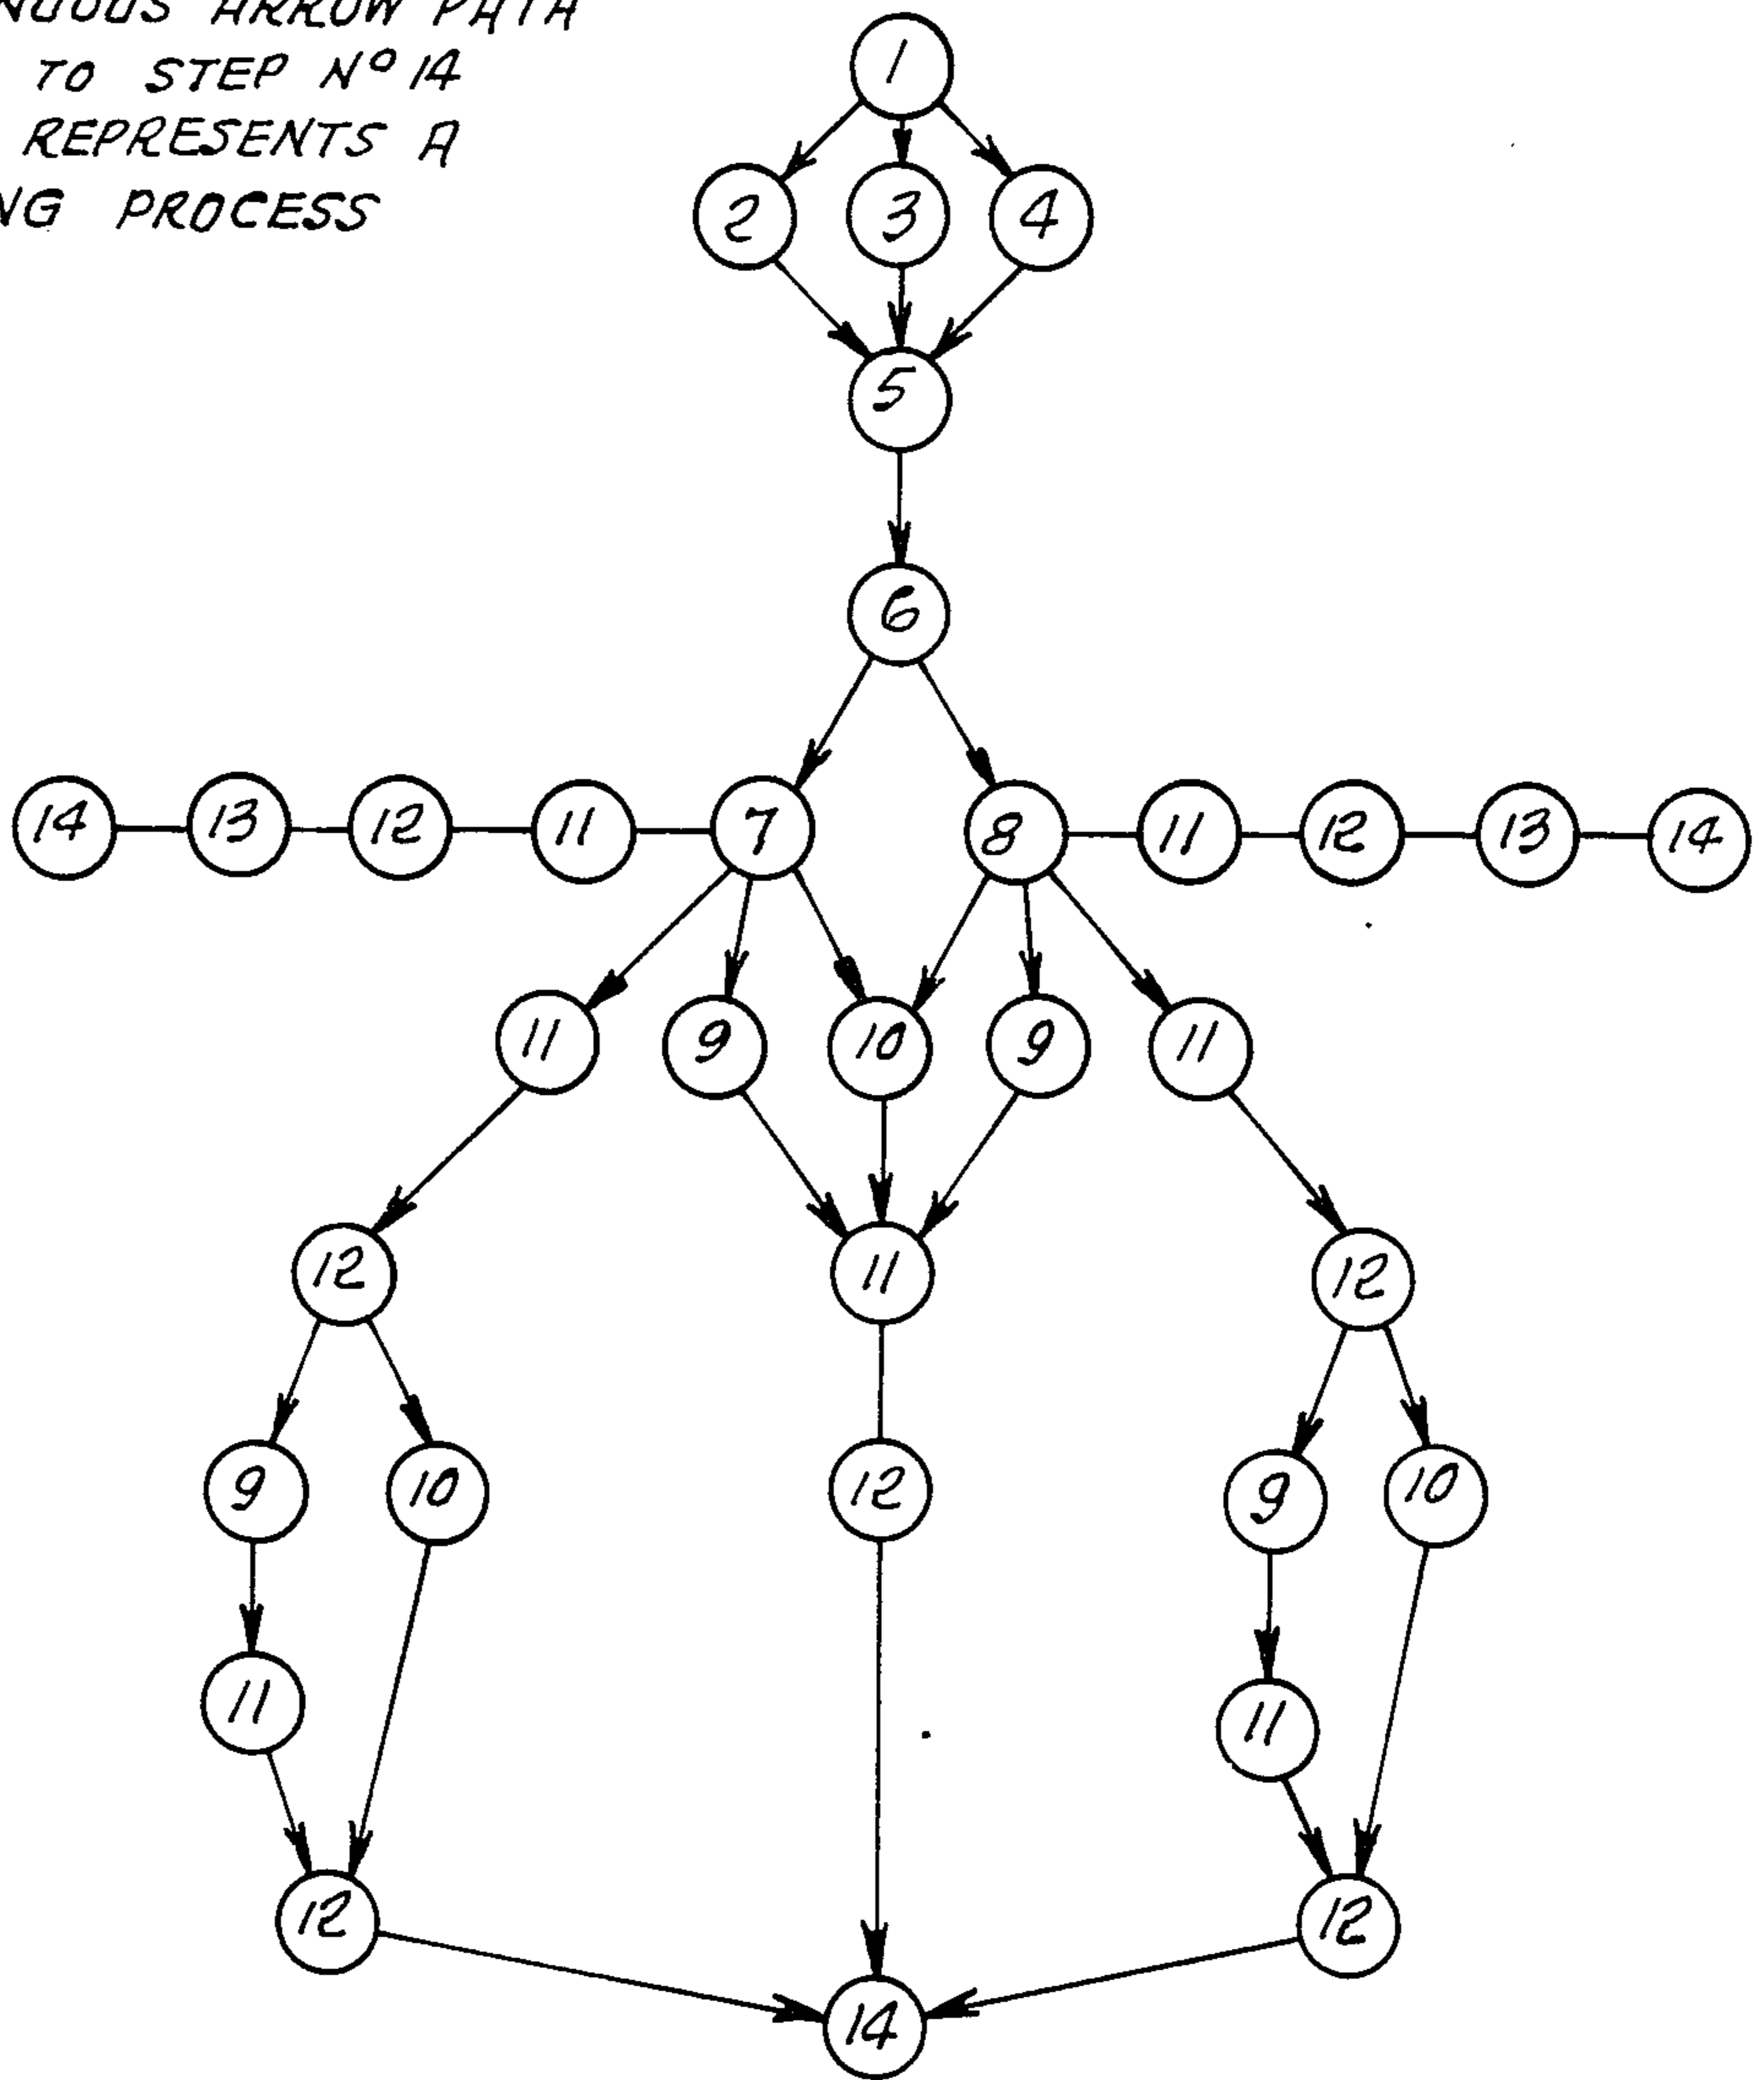 ARROW PATH
TO STEP Nº 14
REPRESENTS A
PROCESS
1
2 3 4
5
6
14 13 12 11 7 8 11 12 13 14
11 9 10 9 11
12 11 12
9 10 12 9 10
11 11
12 12
14